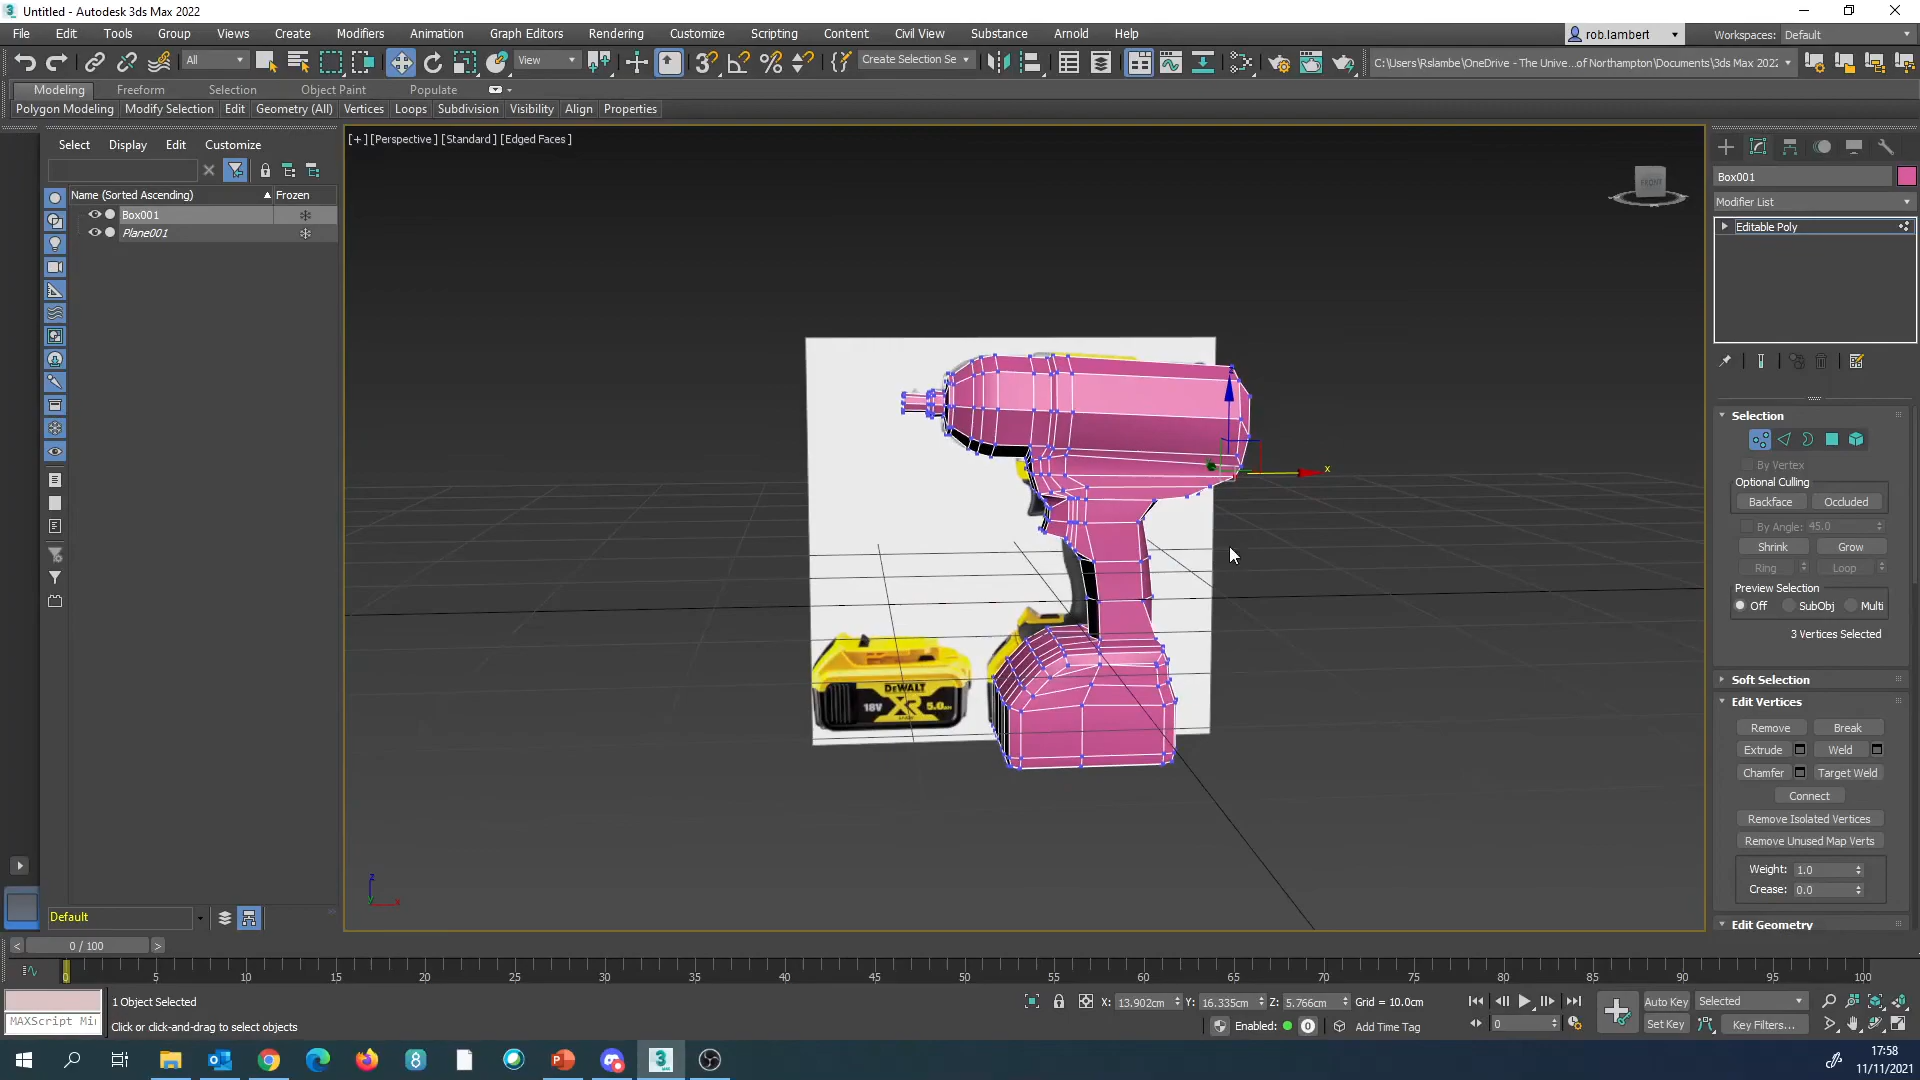 Untitled - Autodesk 3ds Max 2022
File Edit Tools Group Views Create Modifiers Animation Graph Editors Rendering Customize Scripting Civil View Content Substance Arnold Help
rob.lambert Workspaces: Default
All View Create Selection Se C:\Users\Rslambe\OneDrive - The Unive...of Northampton\Documents\3ds Max 2022
Modeling Freeform Selection Object Paint Populate
Polygon Modeling Modify Selection Edit Geometry (All) Vertices Loops Subdivision Visibility Align Properties
Select Display Edit Customize
[+] [Perspective] [Standard] [Edged Faces]
Name (Sorted Ascending) Frozen
Box001
Plane001
FRONT
x
DeWALT
18V XR 5.0
z
x
Box001
Modifier List
Editable Poly
Selection
By Vertex
Optional Culling
Backface Occluded
By Angle: 45.0
Shrink Grow
Ring Loop
Preview Selection
Off SubObj Multi
3 Vertices Selected
Soft Selection
Edit Vertices
Remove Break
Extrude Weld
Chamfer Target Weld
Connect
Remove Isolated Vertices
Remove Unused Map Verts
Weight: 1.0
Crease: 0.0
Edit Geometry
Default
< 0 / 100 >
0 5 10 15 20 25 30 35 40 45 50 55 60 65 70 75 80 85 90 95 100
1 Object Selected X: 13.902cm Y: 16.335cm Z: 5.766cm Grid = 10.0cm Auto Key Selected
MAXScript Mi Click or click-and-drag to select objects Enabled: 0 Add Time Tag 0 Set Key Key Filters...
17:58
11/11/2021